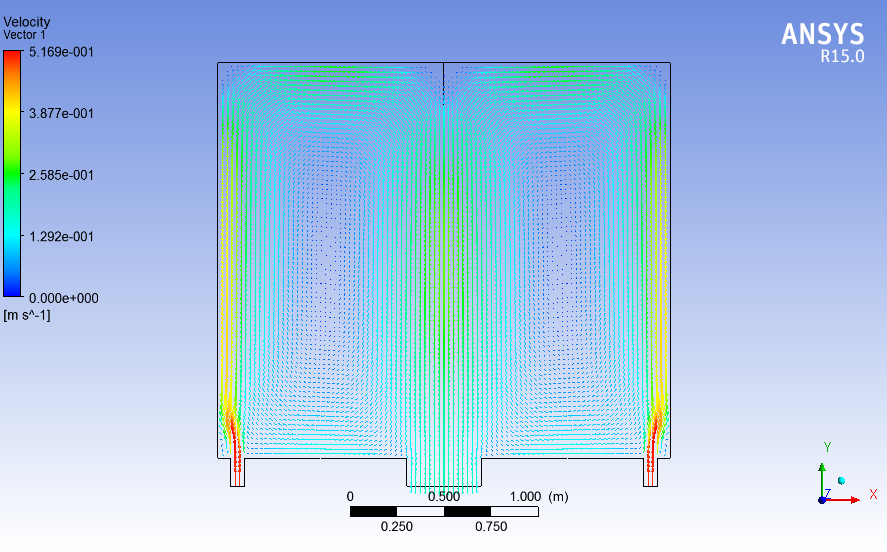 Velocity
Vector 1
5.169e-001
3.877e-001
2.585e-001
1.292e-001
0.000e+000
[m s^-1]
ANSYS
R15.0
0 0.500 1.000 (m)
0.250 0.750
Y
Z
X